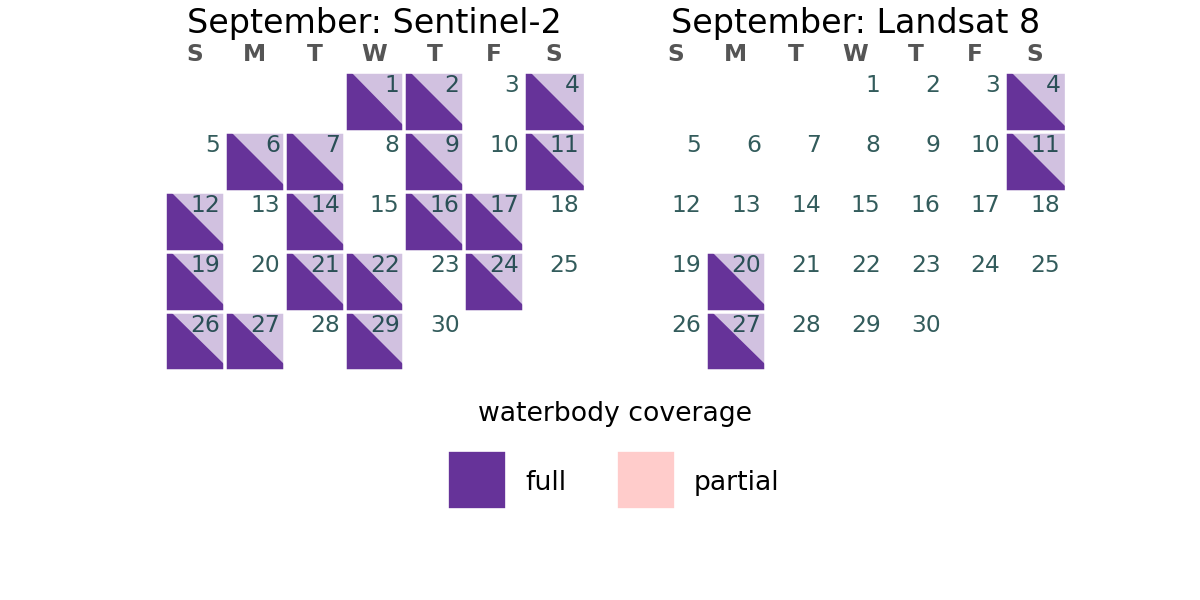 September: Sentinel-2
S M T W T F S
1 2 3 4
5 6 7 8 9 10 11
12 13 14 15 16 17 18
19 20 21 22 23 24 25
26 27 28 29 30
September: Landsat 8
S M T W T F S
1 2 3 4
5 6 7 8 9 10 11
12 13 14 15 16 17 18
19 20 21 22 23 24 25
26 27 28 29 30
waterbody coverage
full partial